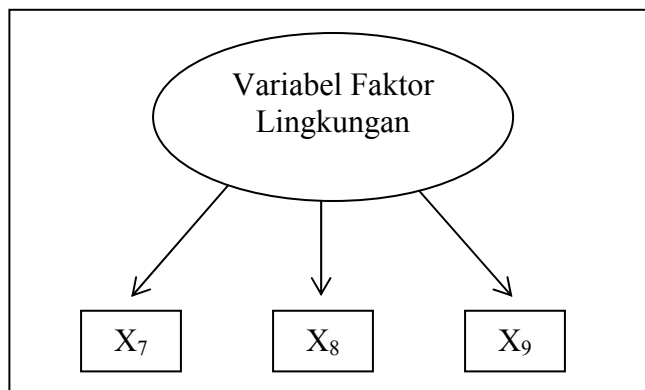 Variabel Faktor
Lingkungan
X₇ X₈ X₉